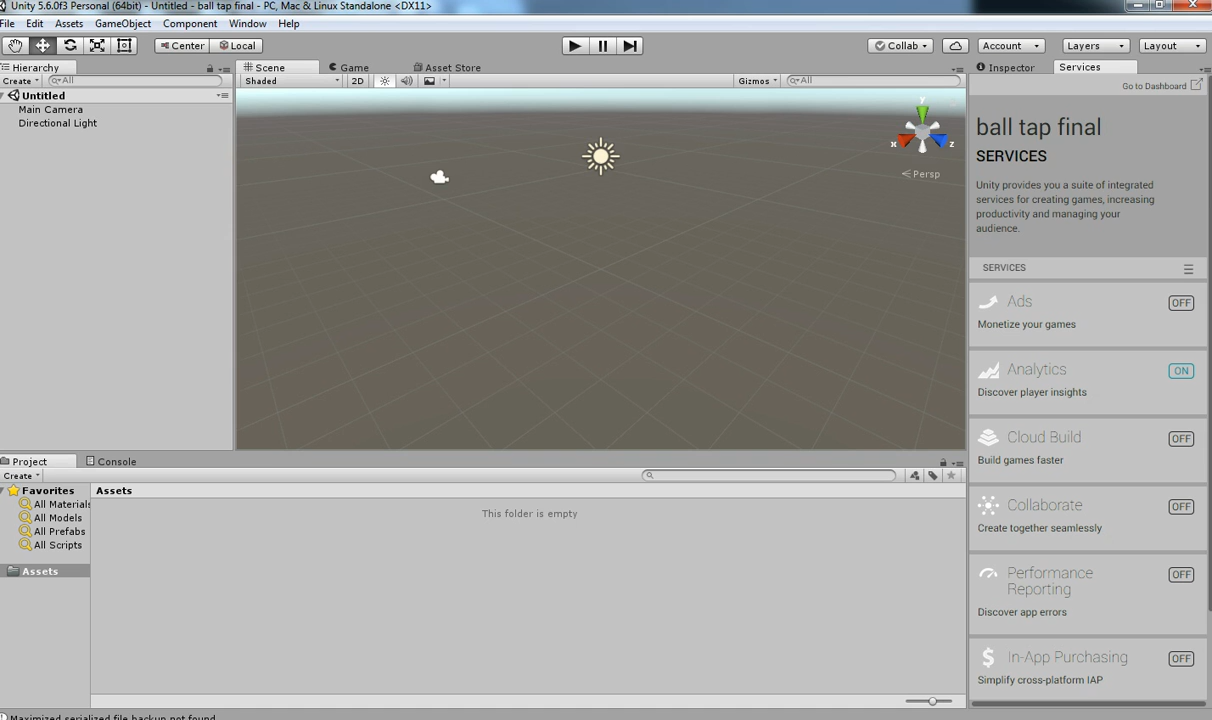 Unity 5.6.0f3 Personal (64bit) - Untitled - ball tap final - PC, Mac & Linux Standalone <DX11>
File Edit Assets GameObject Component Window Help
Center Local Collab Account Layers Layout
Hierarchy
Create All
Untitled
Main Camera
Directional Light
Scene Game Asset Store
Shaded 2D Gizmos All
y
x z
Persp
Inspector Services
Go to Dashboard
ball tap final
SERVICES
Unity provides you a suite of integrated
services for creating games, increasing
productivity and managing your
audience.
SERVICES
Ads OFF
Monetize your games
Analytics ON
Discover player insights
Cloud Build OFF
Build games faster
Collaborate OFF
Create together seamlessly
Performance
Reporting OFF
Discover app errors
In-App Purchasing OFF
Simplify cross-platform IAP
Project Console
Create
Favorites
All Materials
All Models
All Prefabs
All Scripts
Assets
Assets
This folder is empty
Maximized serialized file backup not found